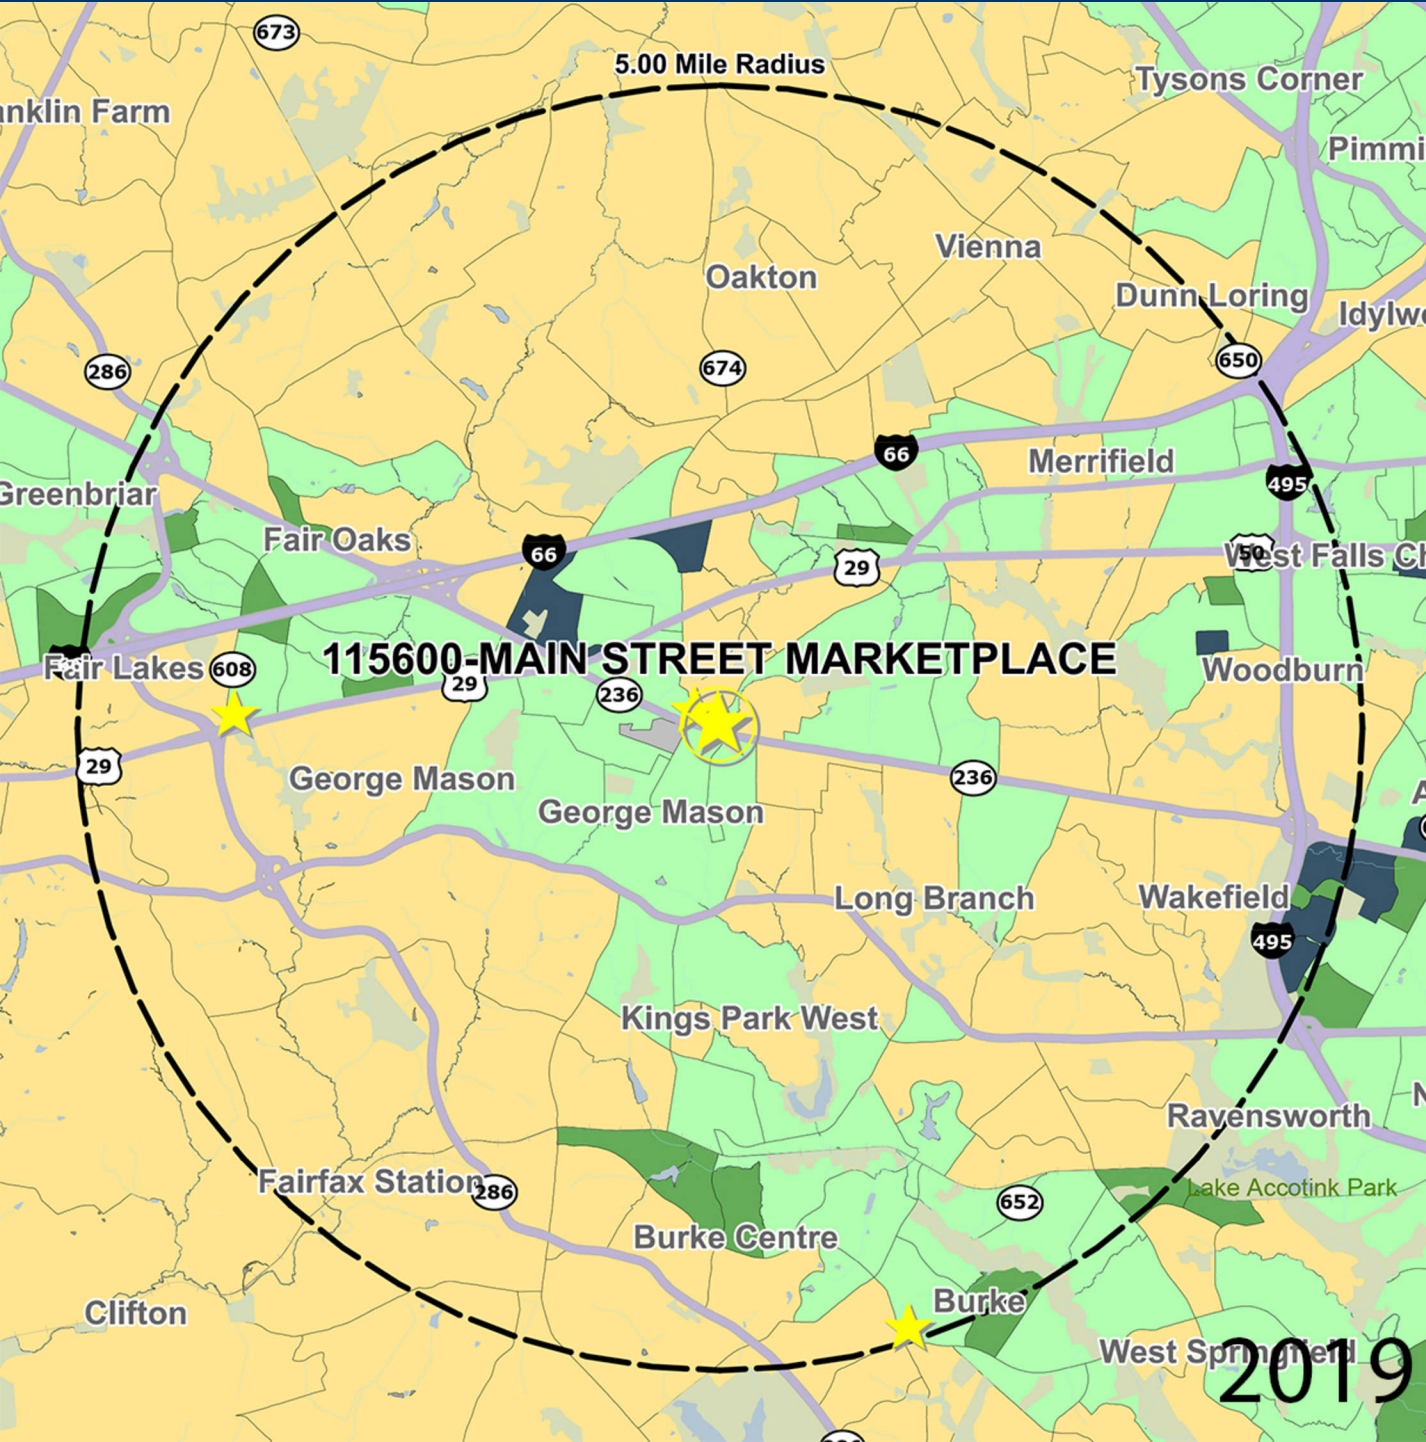 673
5.00 Mile Radius
Tysons Corner
anklin Farm
Pimmi
Vienna
Oakton
Dunn Loring
Idylw
650
286
674
66
Merrifield
495
Greenbriar
Fair Oaks
66
29
50
West Falls Ch
115600-MAIN STREET MARKETPLACE
Fair Lakes
608
29
236
Woodburn
29
George Mason
236
George Mason
A
Long Branch
Wakefield
495
Kings Park West
N
Ravensworth
Fairfax Station
286
652
Lake Accotink Park
Burke Centre
Burke
Clifton
West Springfield
2019